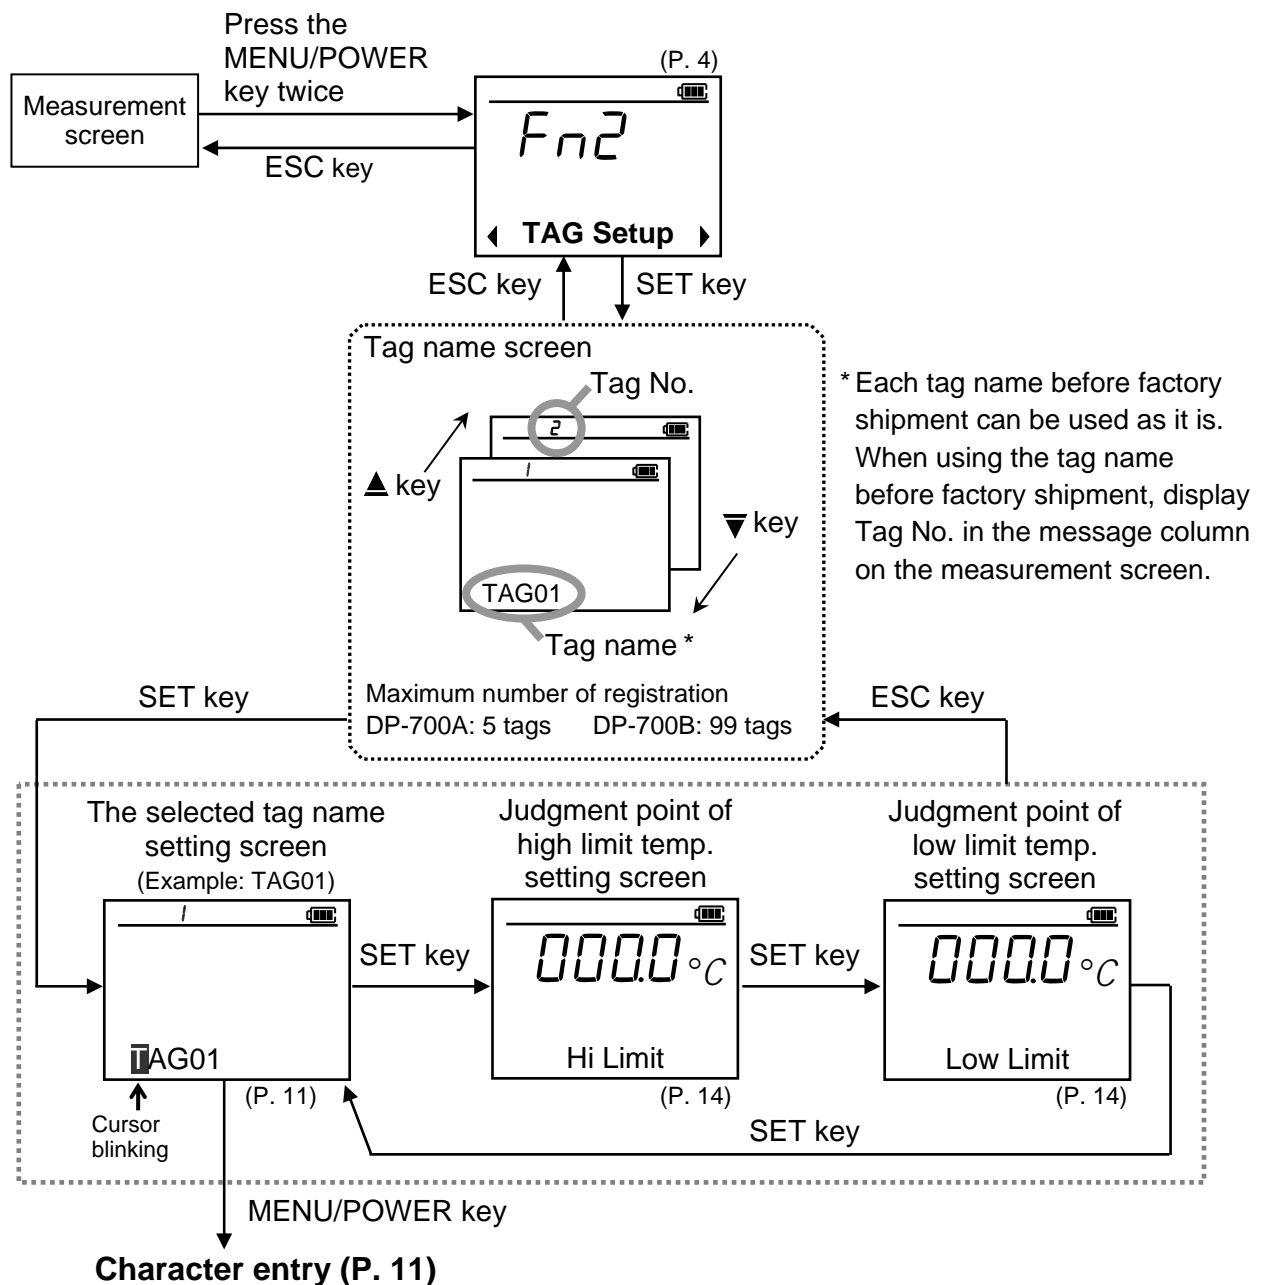 Press the
MENU/POWER
key twice
(P. 4)
Measurement
screen
ESC key
Fn2
TAG Setup
ESC key
SET key
Tag name screen
Tag No.
2
1
key
key
TAG01
Tag name *
* Each tag name before factory
shipment can be used as it is.
When using the tag name
before factory shipment, display
Tag No. in the message column
on the measurement screen.
Maximum number of registration
DP-700A: 5 tags DP-700B: 99 tags
SET key
ESC key
The selected tag name
setting screen
(Example: TAG01)
1
TAG01
(P. 11)
Cursor
blinking
SET key
Judgment point of
high limit temp.
setting screen
000.0 °C
Hi Limit
(P. 14)
SET key
Judgment point of
low limit temp.
setting screen
000.0 °C
Low Limit
(P. 14)
SET key
MENU/POWER key
Character entry (P. 11)